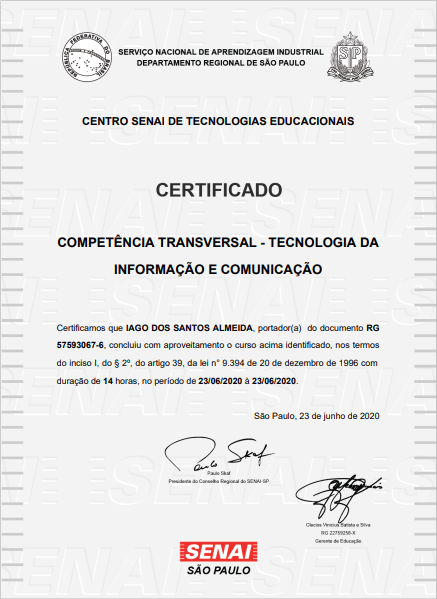 REPÚBLICA FEDERATIVA DO BRASIL
SERVIÇO NACIONAL DE APRENDIZAGEM INDUSTRIAL
DEPARTAMENTO REGIONAL DE SÃO PAULO
SP
CENTRO SENAI DE TECNOLOGIAS EDUCACIONAIS
CERTIFICADO
COMPETÊNCIA TRANSVERSAL - TECNOLOGIA DA
INFORMAÇÃO E COMUNICAÇÃO
Certificamos que IAGO DOS SANTOS ALMEIDA, portador(a) do documento RG
57593067-6, concluiu com aproveitamento o curso acima identificado, nos termos
do inciso I, do § 2º, do artigo 39, da lei n° 9.394 de 20 de dezembro de 1996 com
duração de 14 horas, no período de 23/06/2020 à 23/06/2020.
São Paulo, 23 de junho de 2020
Paulo Skaf
Paulo Skaf
Presidente do Conselho Regional do SENAI-SP
Clecios Vinícius Batista e Silva
RG 22759258-X
Gerente de Educação
SENAI
SÃO PAULO